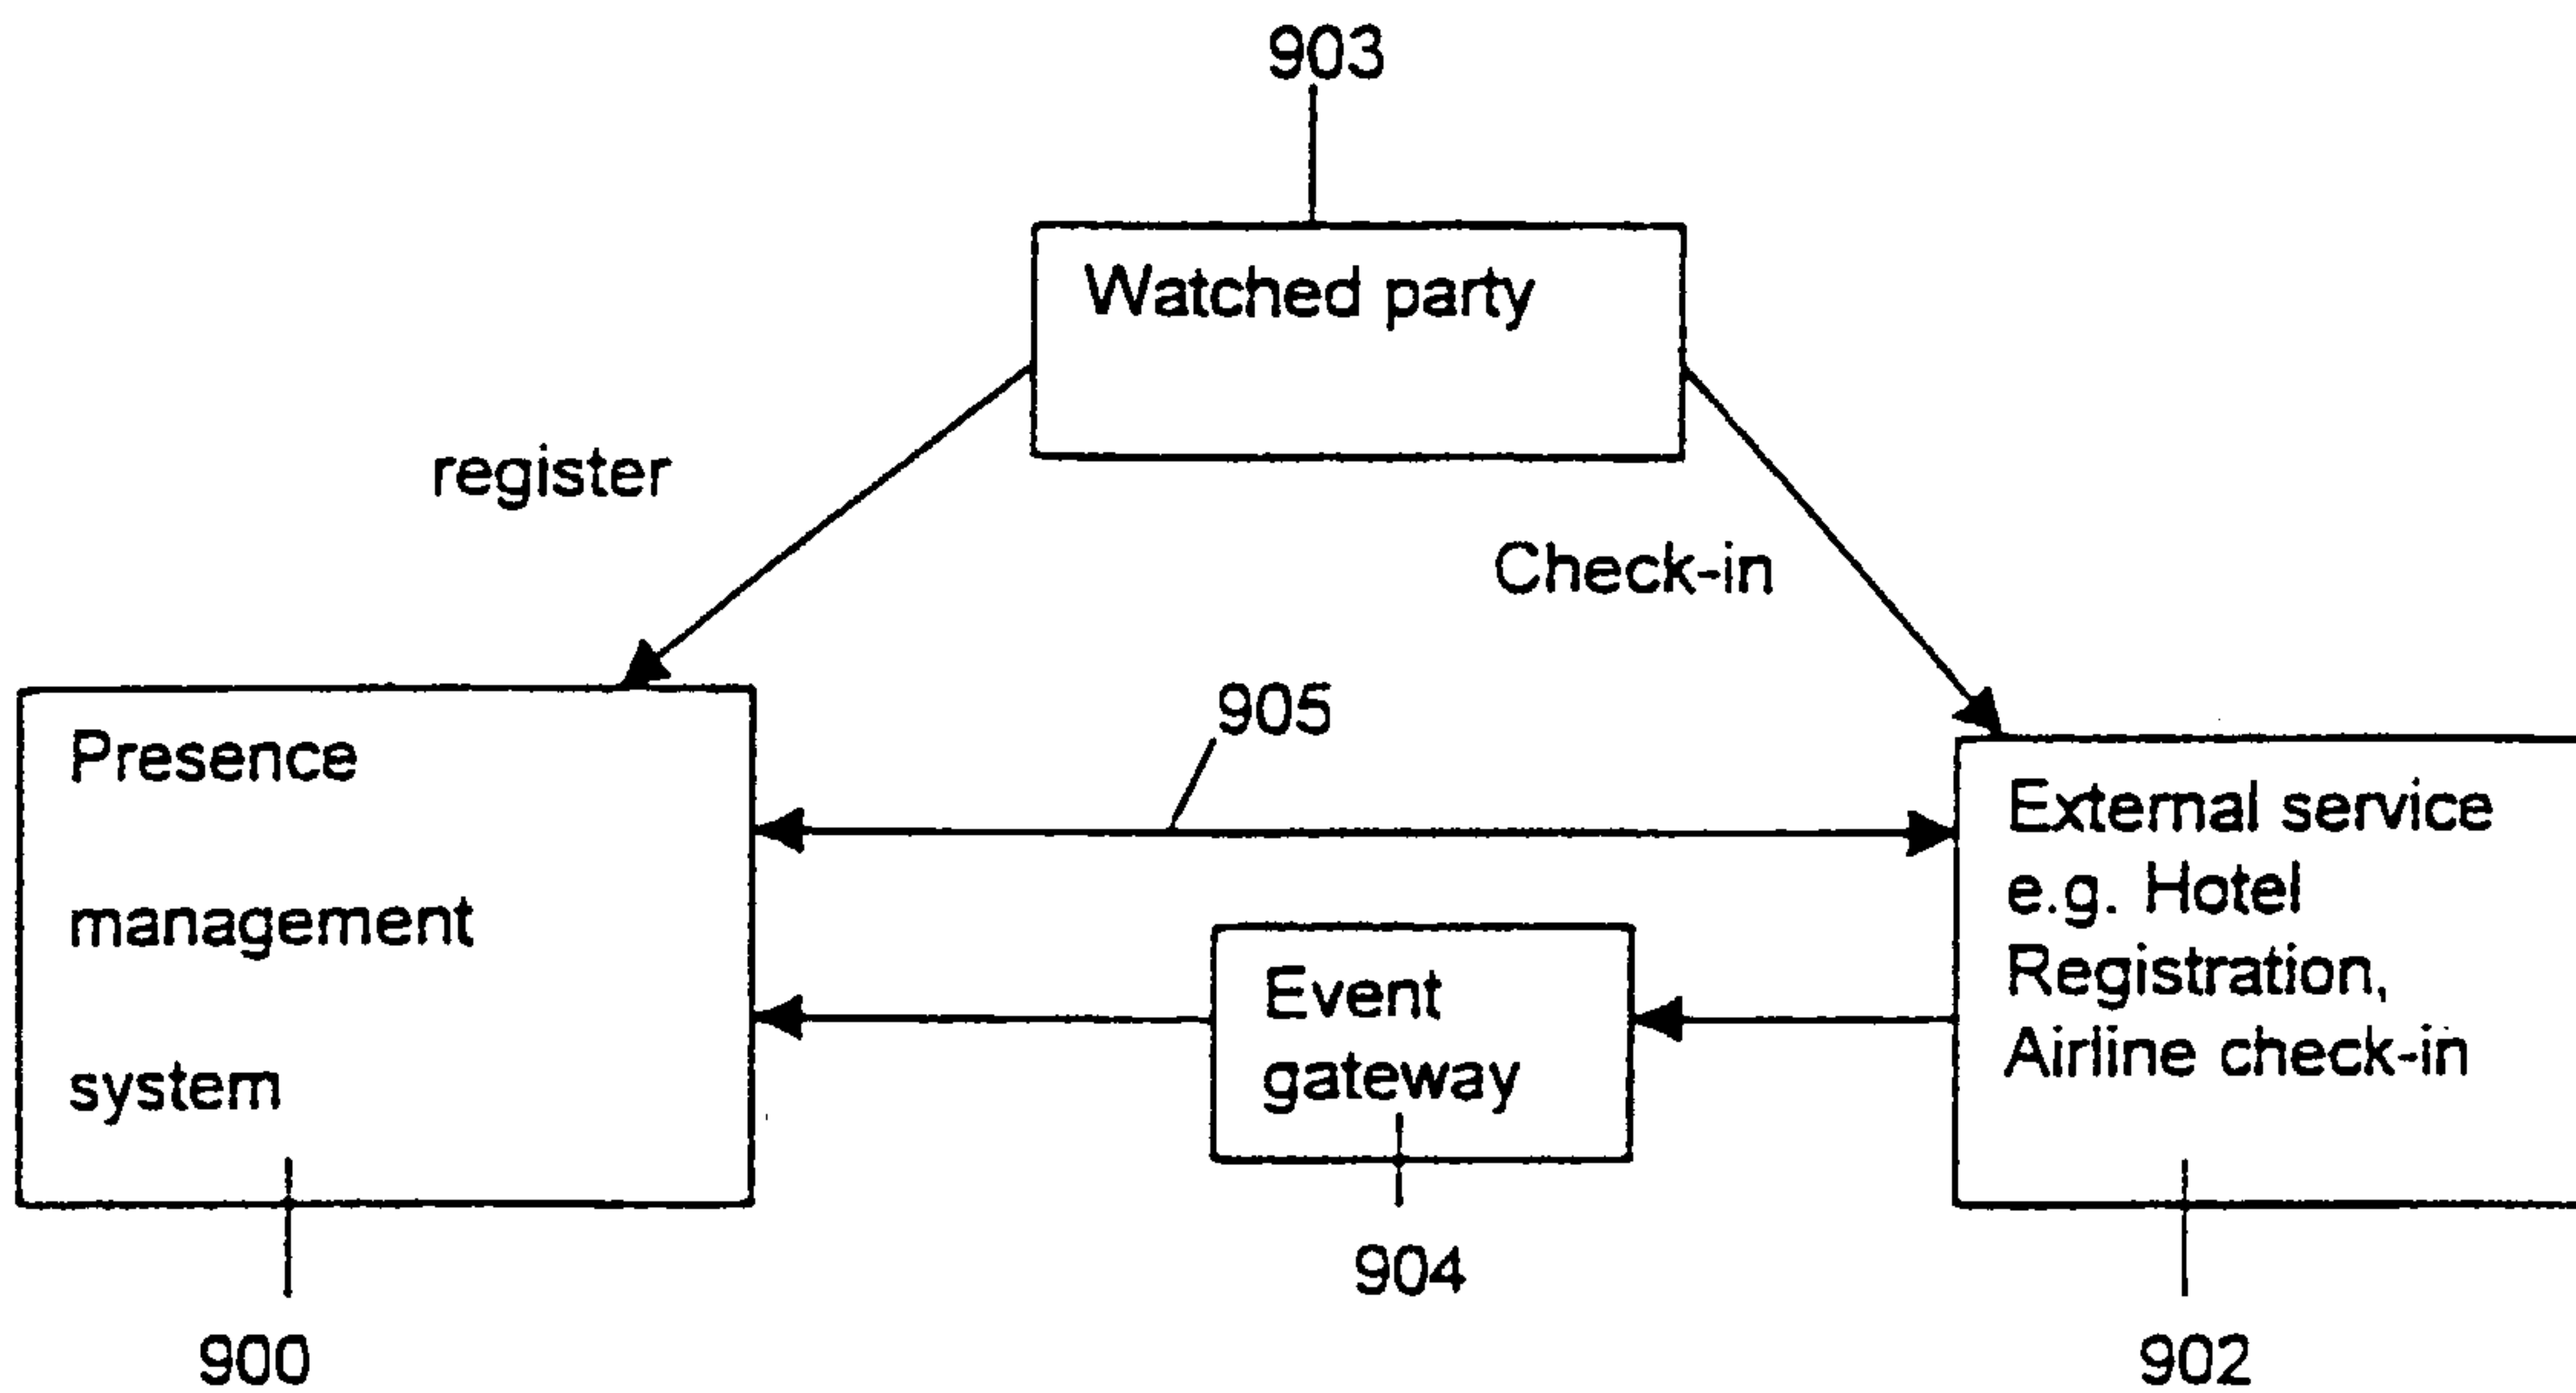 903
Watched party
register
Check-in
905
Presence
management
system
External service
e.g. Hotel
Registration,
Airline check-in
Event
gateway
904
900
902